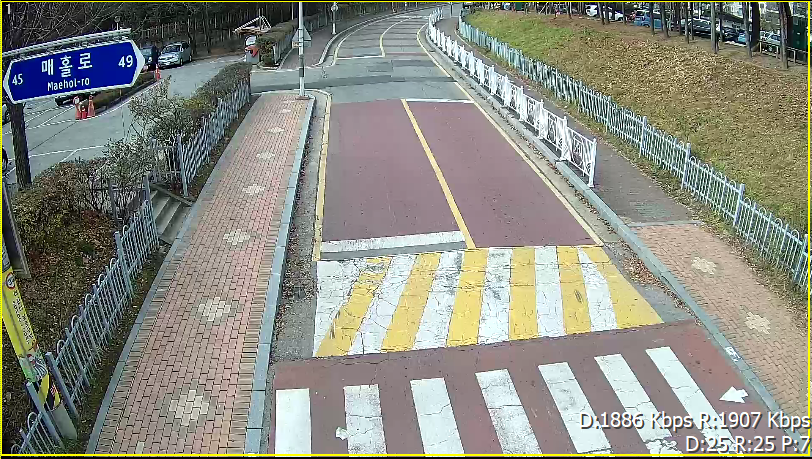 매홀로
45 49
Maehol-ro
D:1886 Kbps R:1907 Kbps
D:25 R:25 P:7